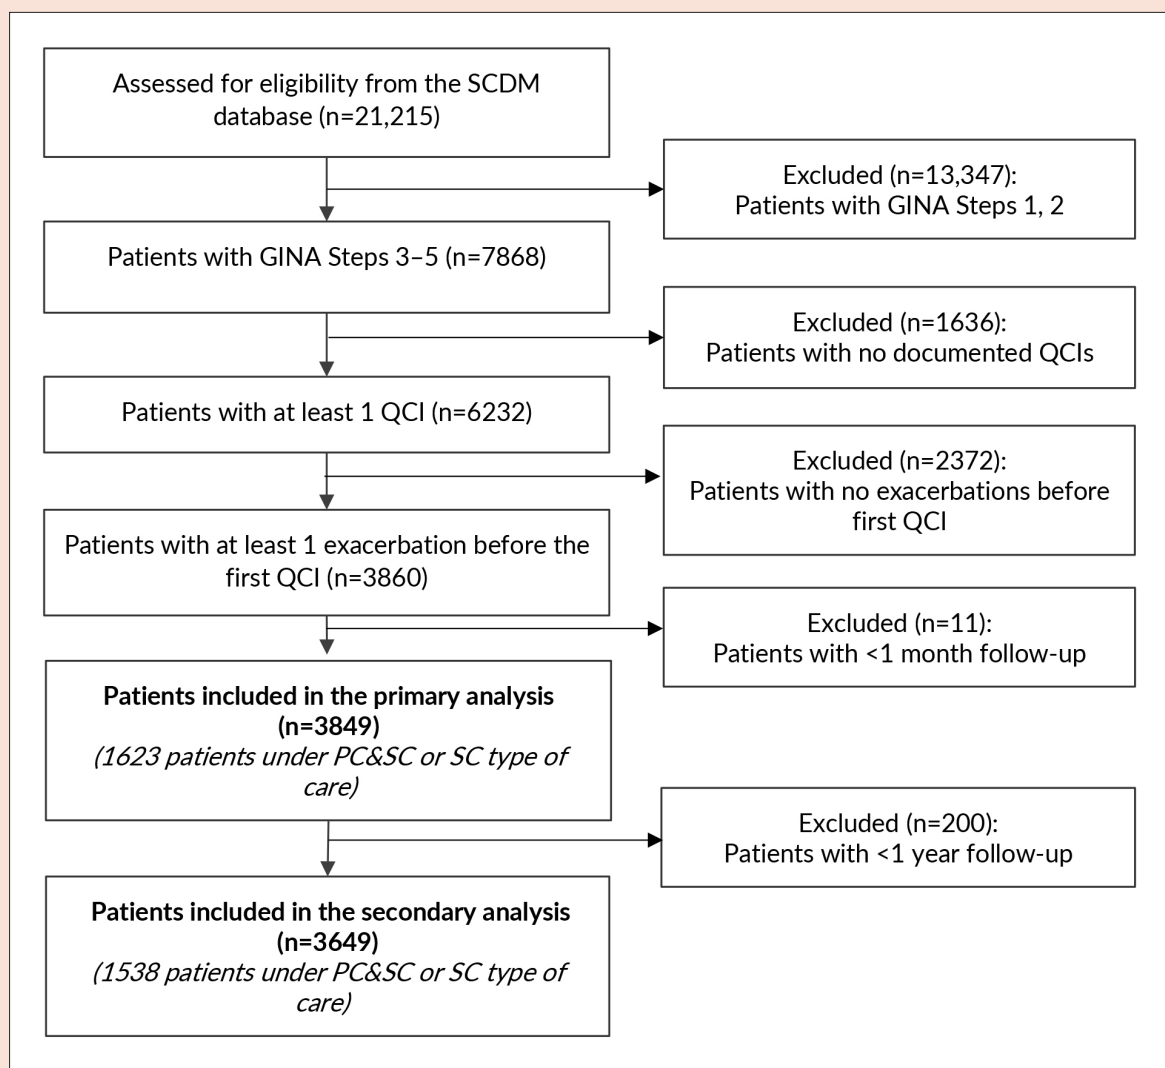 Assessed for eligibility from the SCDM
database (n=21,215)
Excluded (n=13,347):
Patients with GINA Steps 1, 2
Patients with GINA Steps 3–5 (n=7868)
Excluded (n=1636):
Patients with no documented QCIs
Patients with at least 1 QCI (n=6232)
Excluded (n=2372):
Patients with no exacerbations before
first QCI
Patients with at least 1 exacerbation before the
first QCI (n=3860)
Excluded (n=11):
Patients with <1 month follow-up
Patients included in the primary analysis
(n=3849)
(1623 patients under PC&SC or SC type of
care)
Excluded (n=200):
Patients with <1 year follow-up
Patients included in the secondary analysis
(n=3649)
(1538 patients under PC&SC or SC type of
care)